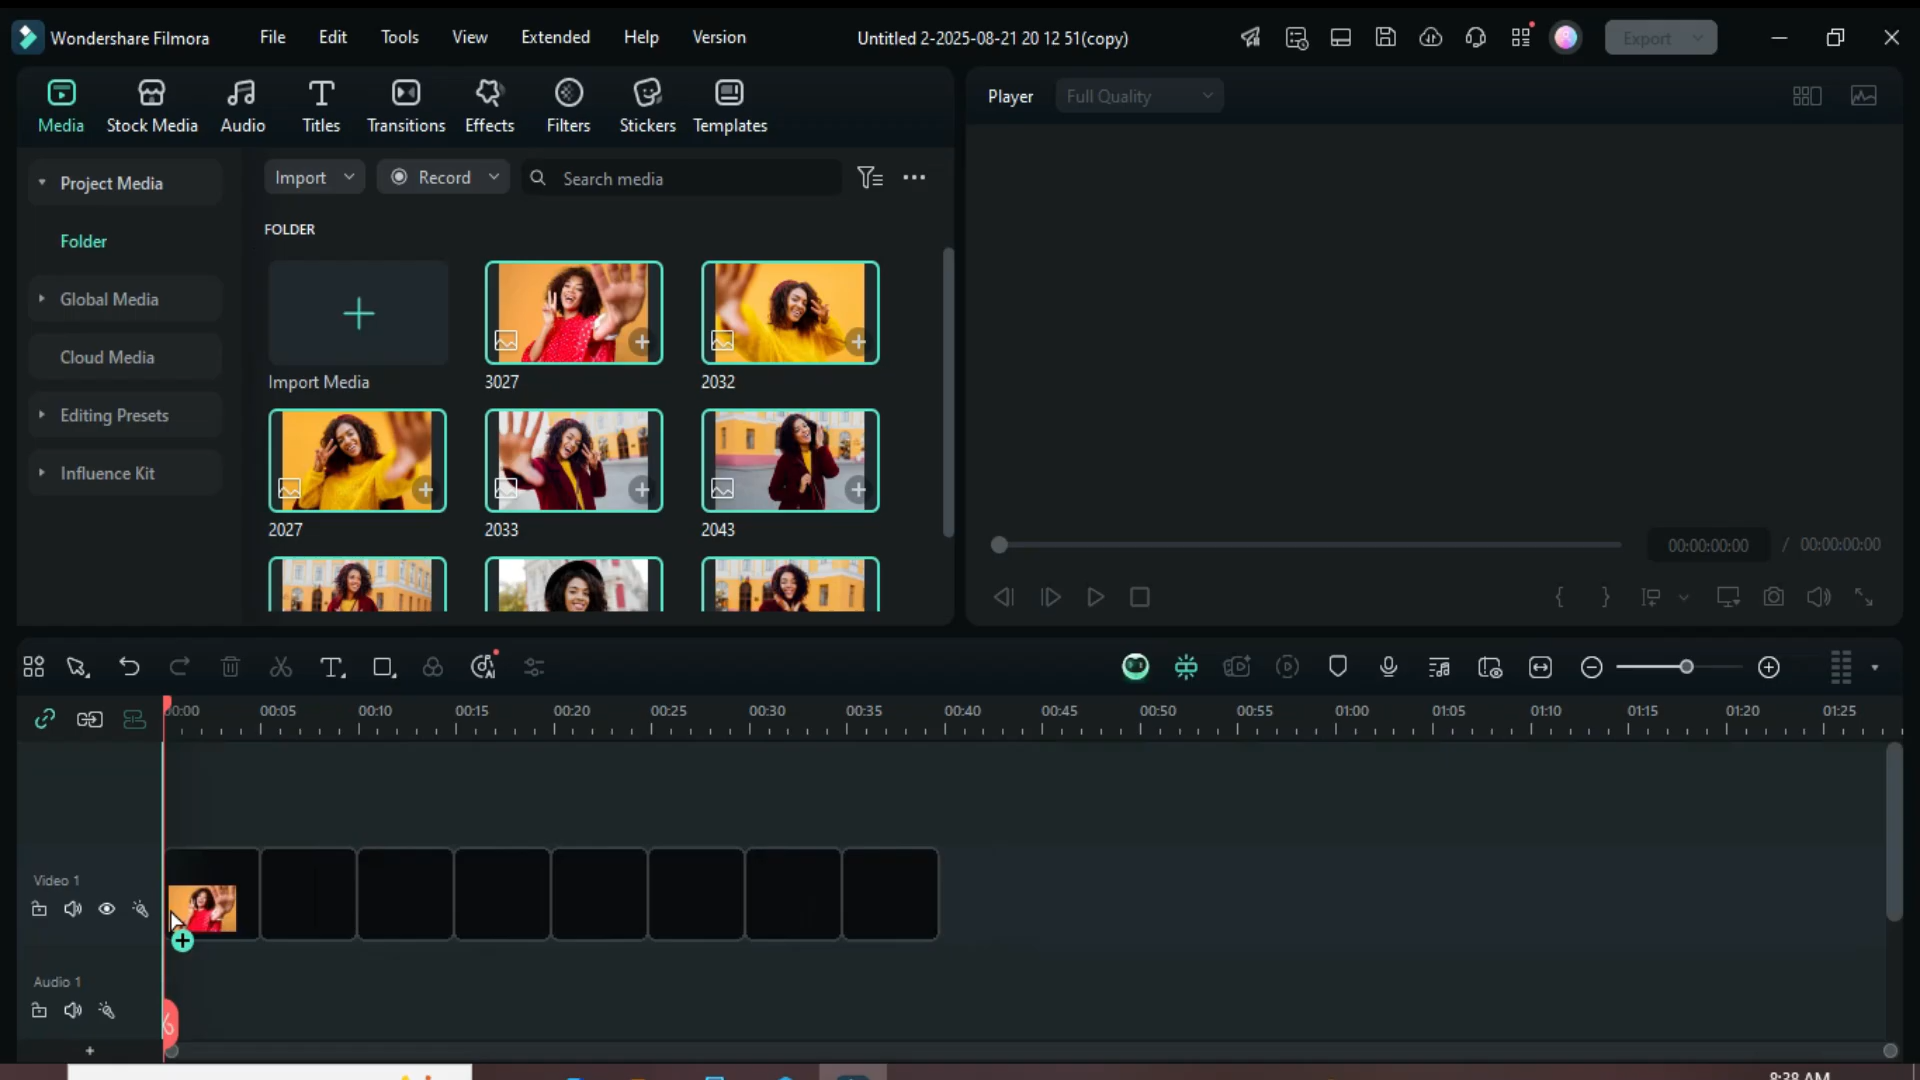 Wondershare Filmora File Edit Tools View Extended Help Version Untitled 2-2025-08-21 20 12 51(copy) Export
Media Stock Media Audio Titles Transitions Effects Filters Stickers Templates
Player Full Quality
Project Media
Folder
Global Media
Cloud Media
Editing Presets
Influence Kit
Import Record Search media
FOLDER
Import Media 3027 2032
2027 2033 2043
00:00:00:00 / 00:00:00:00
00:00 00:05 00:10 00:15 00:20 00:25 00:30 00:35 00:40 00:45 00:50 00:55 01:00 01:05 01:10 01:15 01:20 01:25
Video 1
Audio 1
8:38 AM